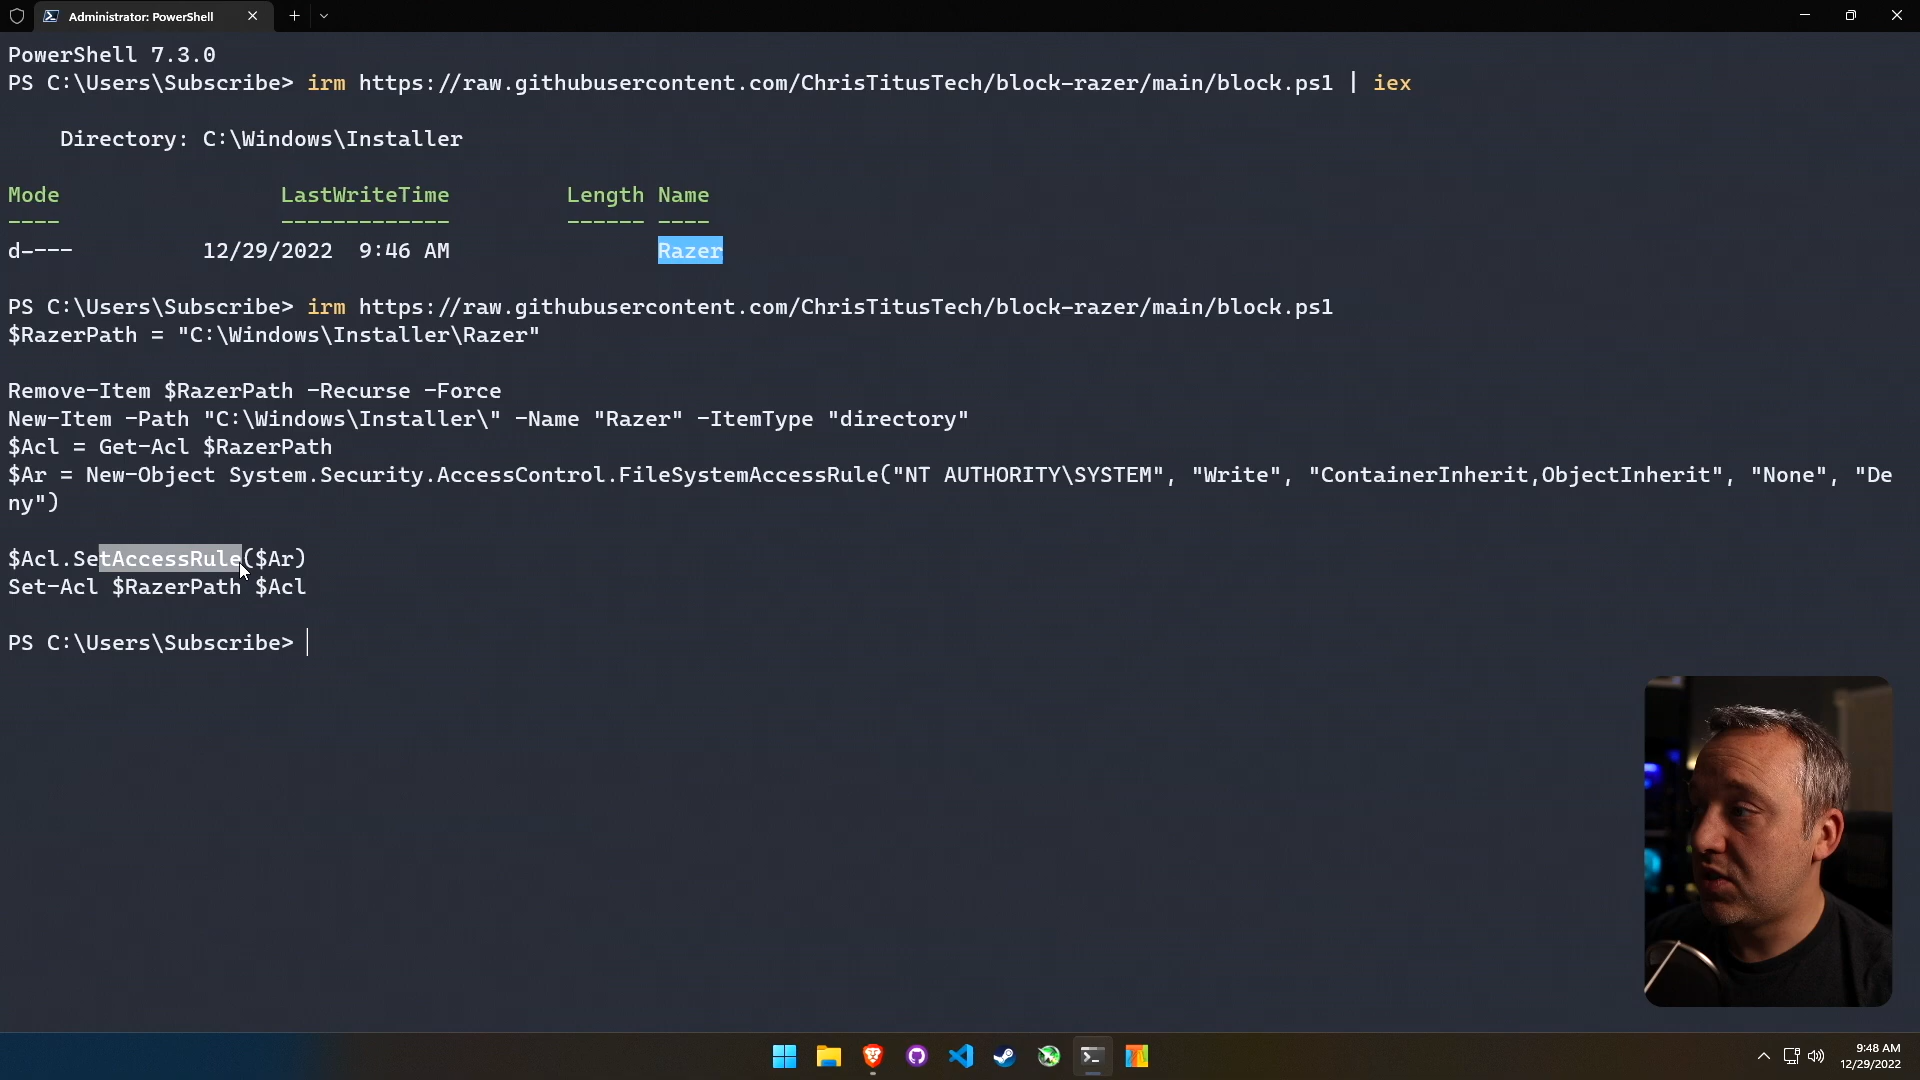 Administrator: PowerShell
PowerShell 7.3.0
PS C:\Users\Subscribe> irm https://raw.githubusercontent.com/ChrisTitusTech/block-razer/main/block.ps1 | iex
Directory: C:\Windows\Installer
Mode LastWriteTime Length Name
---- ------------- ------ ----
d---- 12/29/2022 9:46 AM Razer
PS C:\Users\Subscribe> irm https://raw.githubusercontent.com/ChrisTitusTech/block-razer/main/block.ps1
$RazerPath = "C:\Windows\Installer\Razer"
Remove-Item $RazerPath -Recurse -Force
New-Item -Path "C:\Windows\Installer\" -Name "Razer" -ItemType "directory"
$Acl = Get-Acl $RazerPath
$Ar = New-Object System.Security.AccessControl.FileSystemAccessRule("NT AUTHORITY\SYSTEM", "Write", "ContainerInherit,ObjectInherit", "None", "De
ny")
$Acl.SetAccessRule($Ar)
Set-Acl $RazerPath $Acl
PS C:\Users\Subscribe>
9:48 AM
12/29/2022